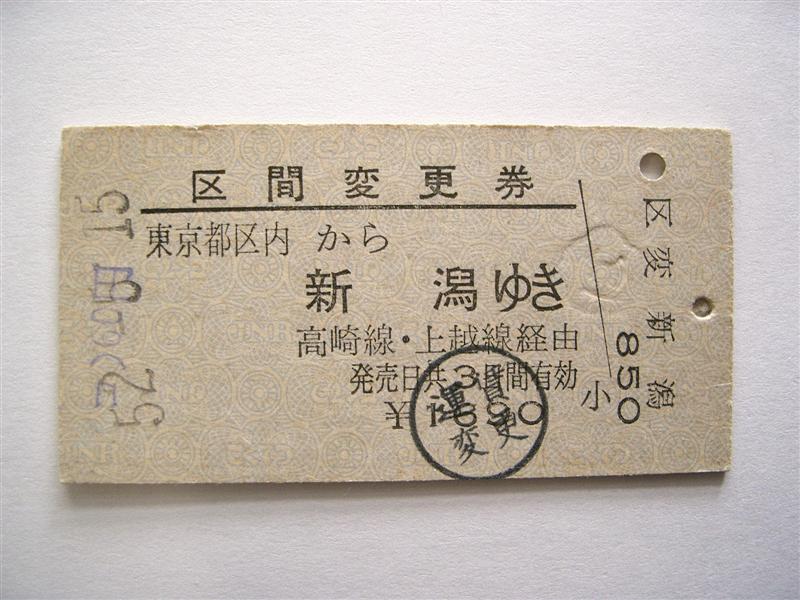 区間変更券
東京都区内 から
新潟ゆき
高崎線・上越線経由
発売日共3日間有効
¥1690
運賃
変更
区変 新潟
小 850